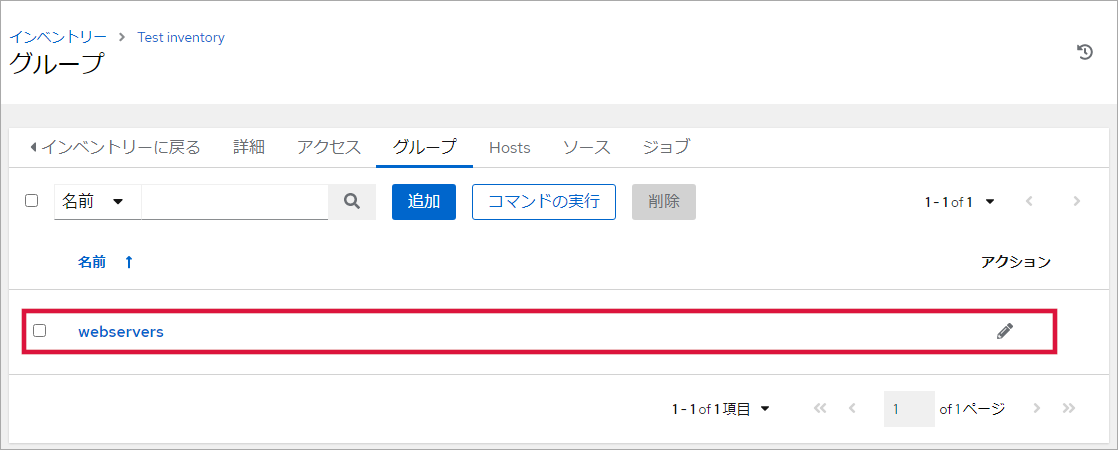 インベントリー > Test inventory
グループ
インベントリーに戻る 詳細 アクセス グループ Hosts ソース ジョブ
名前 追加 コマンドの実行 削除 1 - 1 of 1
名前 アクション
webservers
1 - 1 of 1 項目 1 of 1 ページ